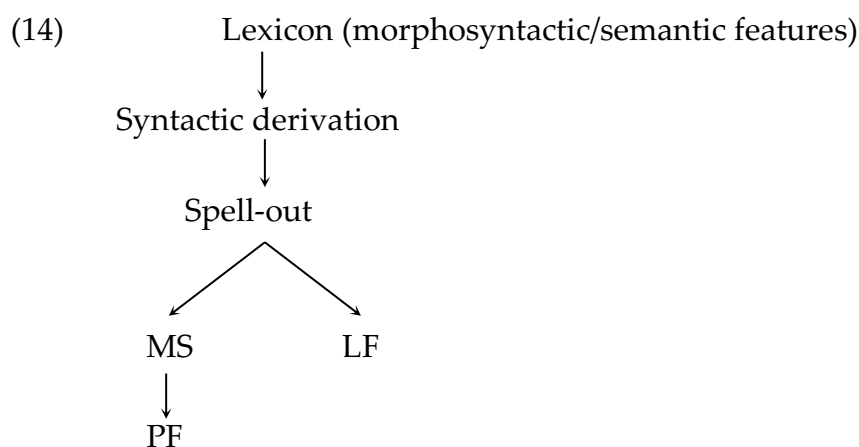 (14) Lexicon (morphosyntactic/semantic features)
Syntactic derivation
Spell-out
MS LF
PF